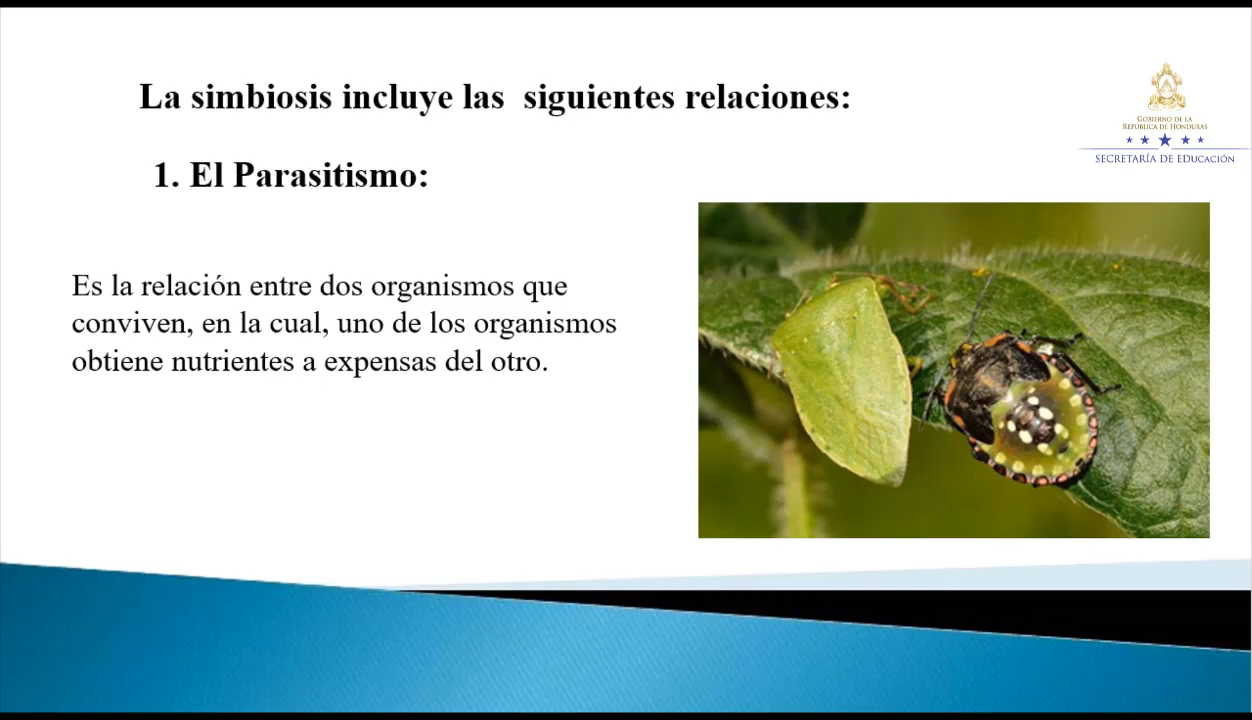 La simbiosis incluye las  siguientes relaciones:
GOBIERNO DE LA
REPÚBLICA DE HONDURAS
SECRETARÍA DE EDUCACIÓN
1. El Parasitismo:
Es la relación entre dos organismos que
conviven, en la cual, uno de los organismos
obtiene nutrientes a expensas del otro.